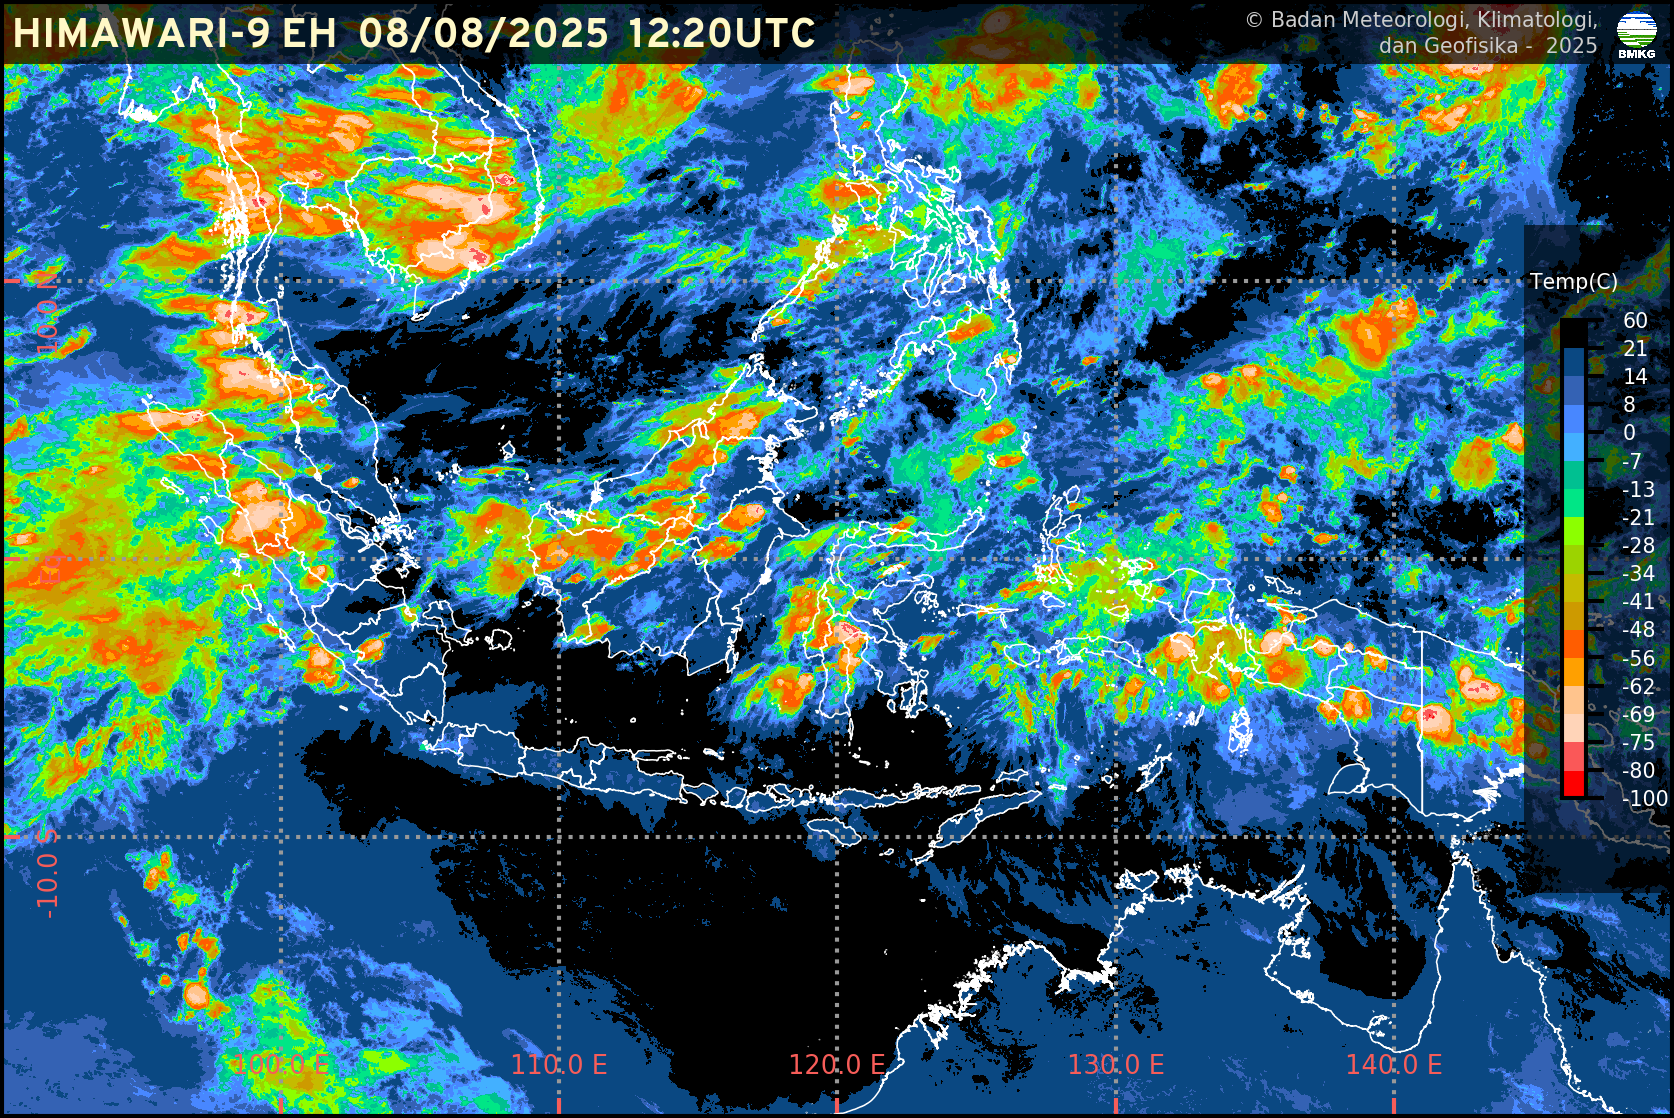 HIMAWARI-9 EH 08/08/2025 12:20UTC
© Badan Meteorologi, Klimatologi,
dan Geofisika - 2025
BMKG
Temp(C)
60
21
14
8
0
-7
-13
-21
-28
-34
-41
-48
-56
-62
-69
-75
-80
-100
10.0 N
-10.0 S
100.0 E
110.0 E
120.0 E
130.0 E
140.0 E